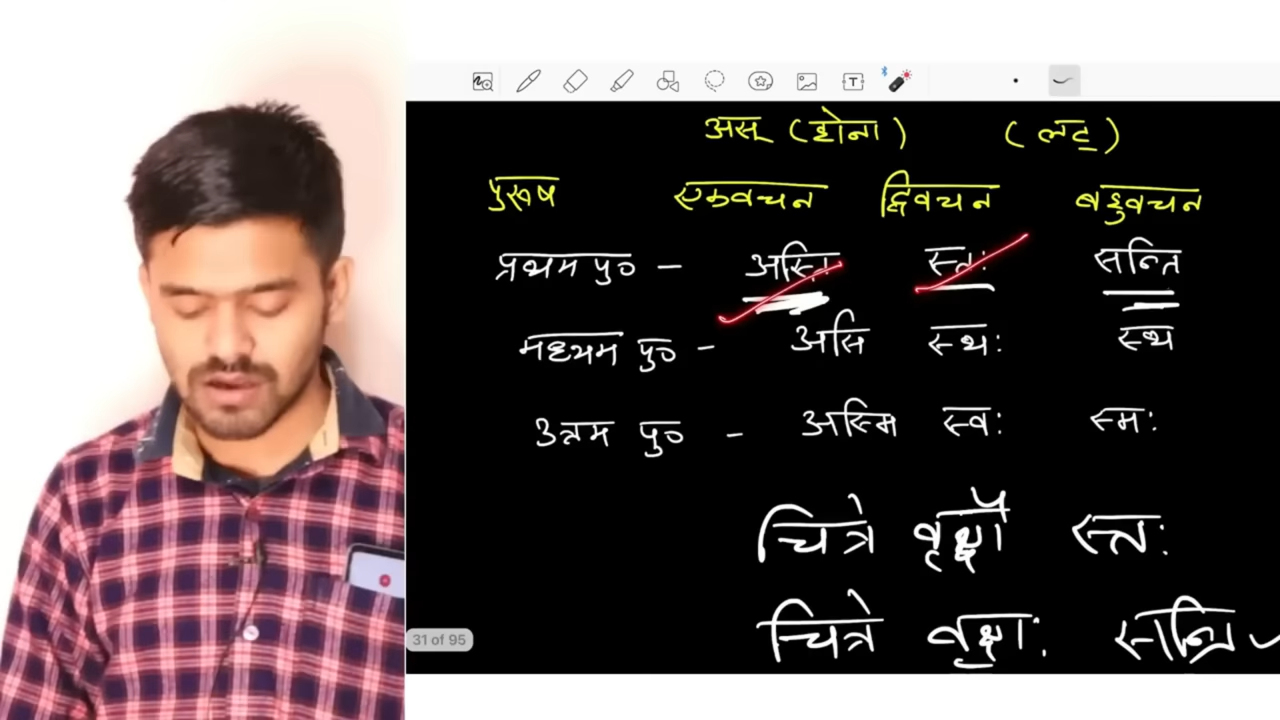 अस् (होना) (लट्)
पुरूष एकवचन द्विवचन बहुवचन
प्रथम पु० - अस्ति स्तः सन्ति
मध्यम पु० - असि स्थः स्थ
उत्तम पु० - अस्मि स्वः स्मः
चित्रे वृक्षौ स्तः
चित्रे वृक्षाः सन्ति
31 of 95